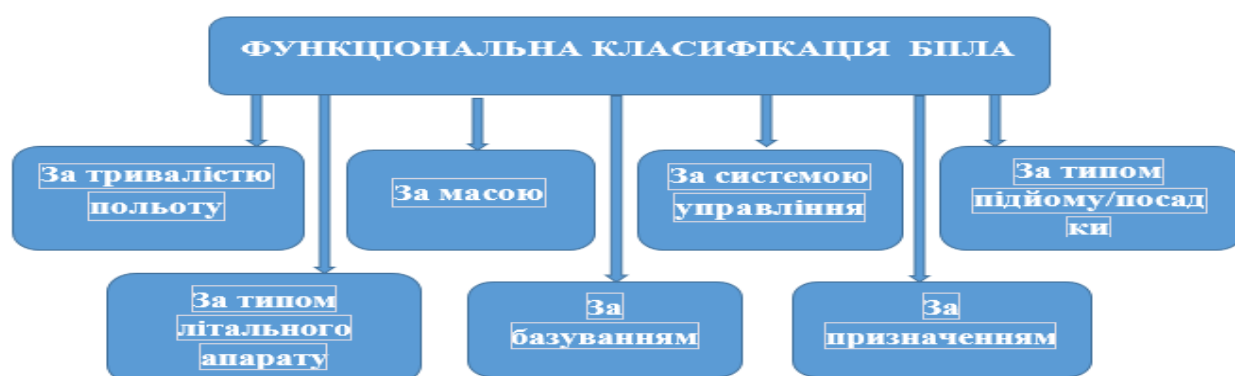 ФУНКЦІОНАЛЬНА КЛАСИФІКАЦІЯ БПЛА
За тривалістю
польоту
За масою
За системою
управління
За типом
підйому/посад
ки
За типом
літального
апарату
За
базуванням
За
призначенням